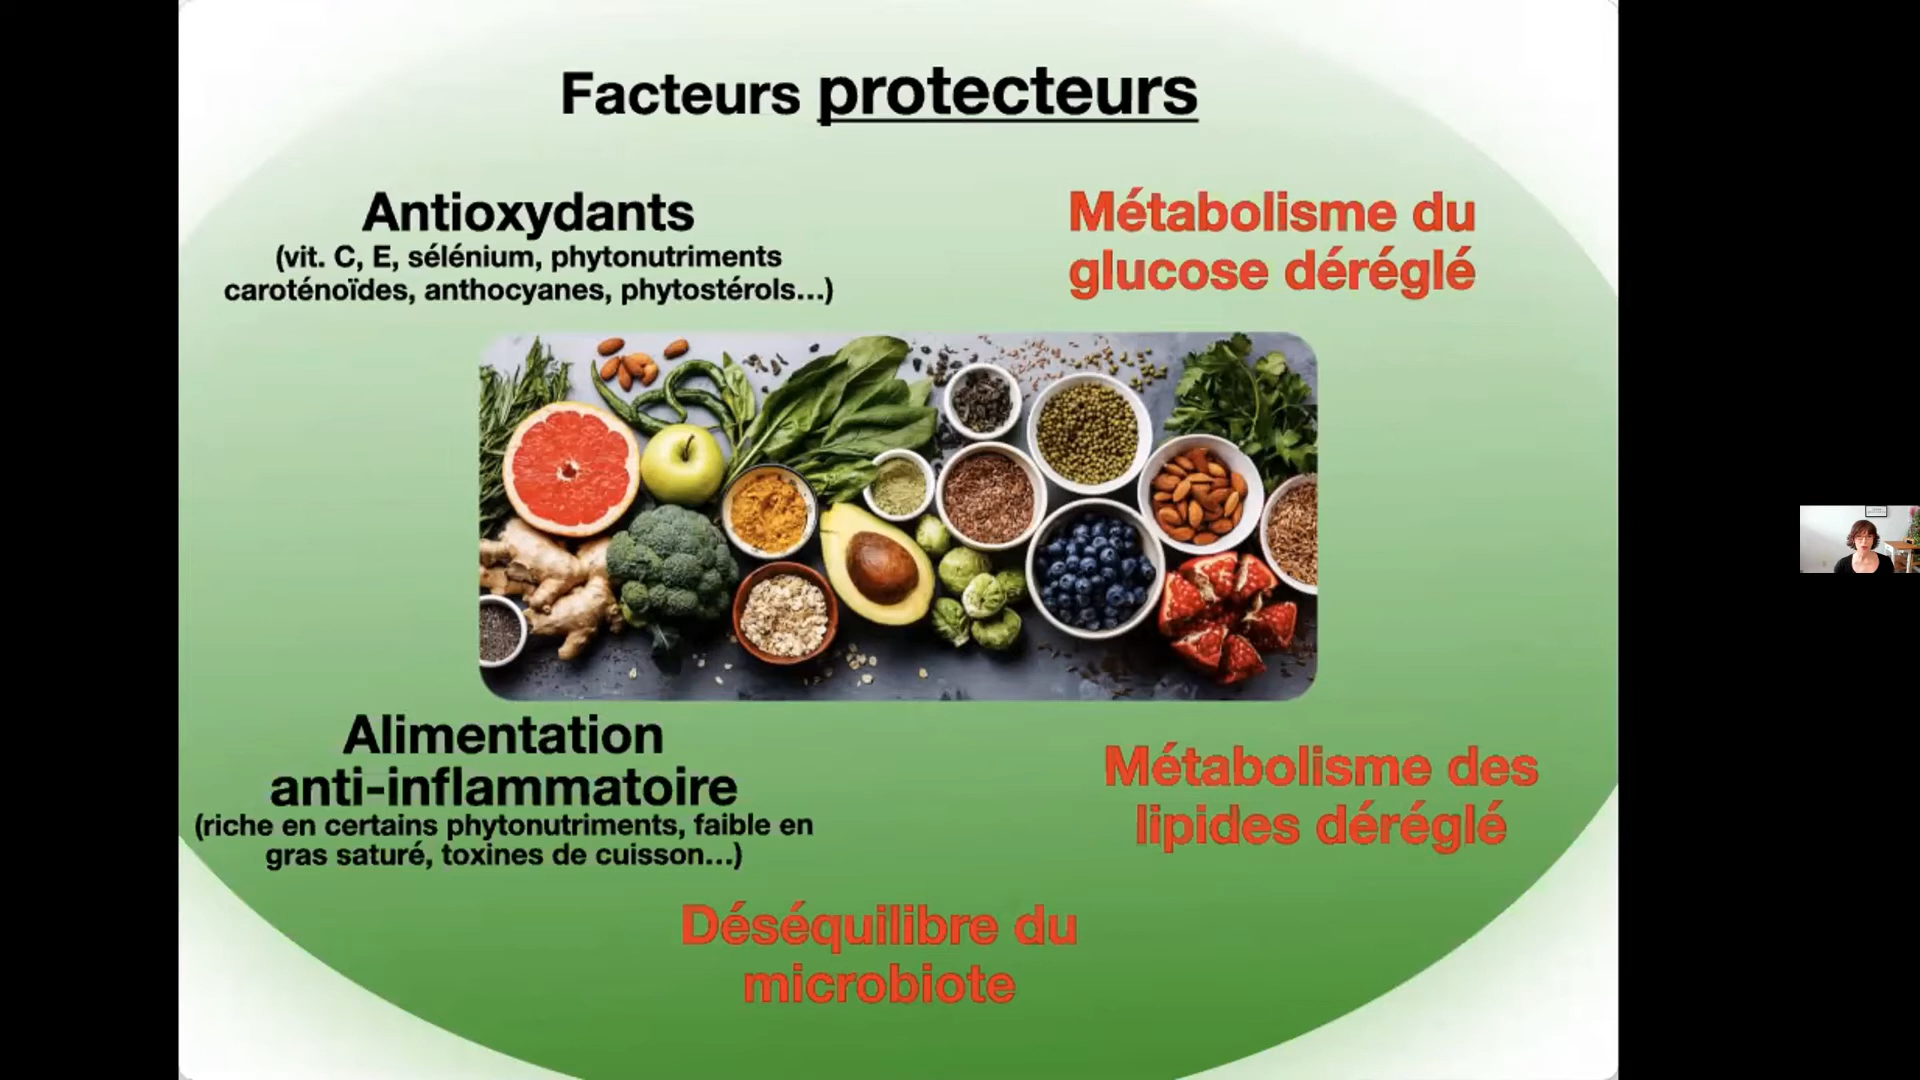 Facteurs protecteurs
Antioxydants
(vit. C, E, sélénium, phytonutriments
caroténoïdes, anthocyanes, phytostérols...)
Métabolisme du
glucose déréglé
Alimentation
anti-inflammatoire
(riche en certains phytonutriments, faible en
gras saturé, toxines de cuisson...)
Métabolisme des
lipides déréglé
Déséquilibre du
microbiote